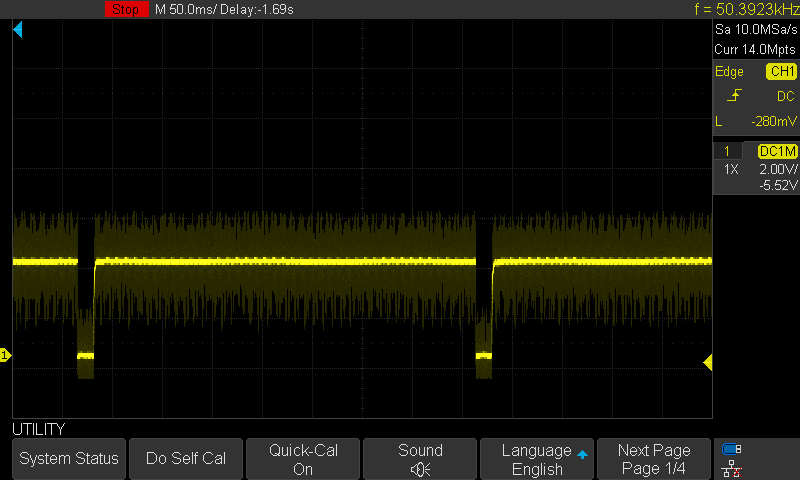 Stop M 50.0ms/ Delay:-1.69s f = 50.3923kHz
Sa 10.0MSa/s
Curr 14.0Mpts
Edge CH1
DC
L -280mV
1 DC1M
1X 2.00V/
-5.52V
1
UTILITY
System Status
Do Self Cal
Quick-Cal
On
Sound
Language
English
Next Page
Page 1/4